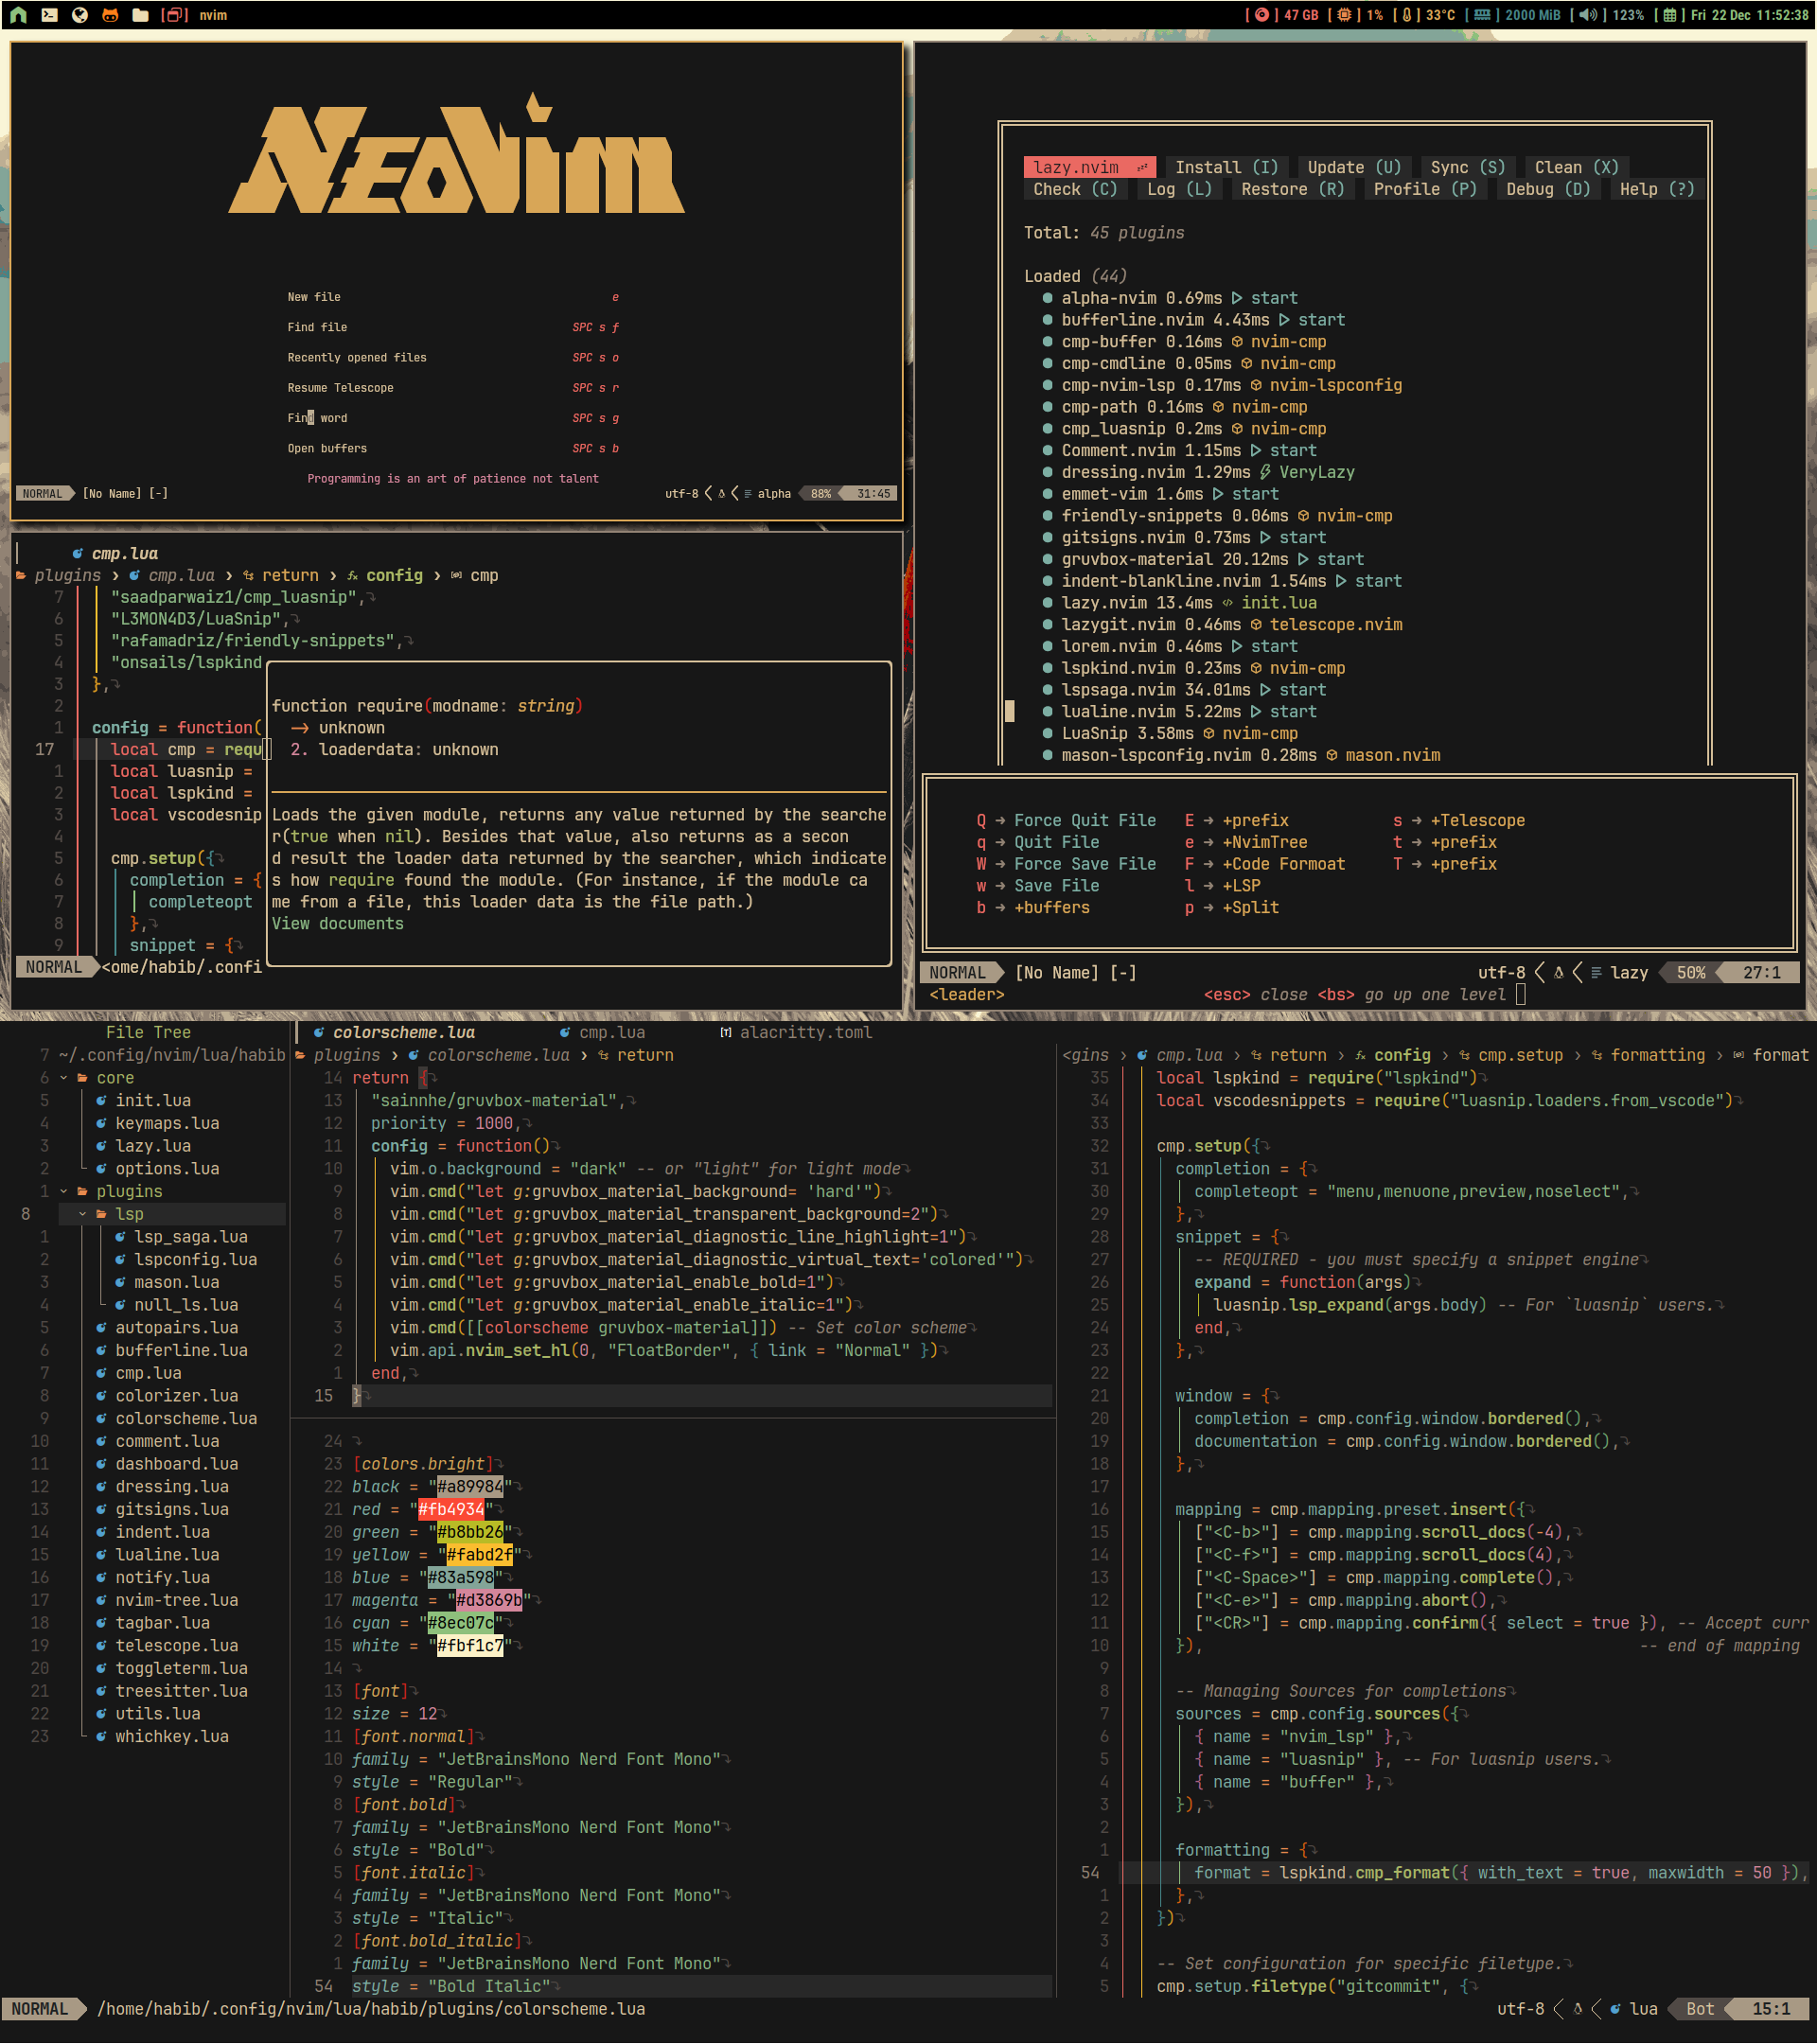 nvim
[ ] 47 GB [ ] 1% [ ] 33°C [ ] 2000 MiB [ ] 123% [ ] Fri 22 Dec 11:52:38
NEOVim
New file e
Find file SPC s f
Recently opened files SPC s o
Resume Telescope SPC s r
Find word SPC s g
Open buffers SPC s b
Programming is an art of patience not talent
NORMAL [No Name] [-] utf-8 alpha 88% 31:45
lazy.nvim Install (I) Update (U) Sync (S) Clean (X)
Check (C) Log (L) Restore (R) Profile (P) Debug (D) Help (?)
Total: 45 plugins
Loaded (44)
● alpha-nvim 0.69ms start
● bufferline.nvim 4.43ms start
● cmp-buffer 0.16ms nvim-cmp
● cmp-cmdline 0.05ms nvim-cmp
● cmp-nvim-lsp 0.17ms nvim-lspconfig
● cmp-path 0.16ms nvim-cmp
● cmp_luasnip 0.2ms nvim-cmp
● Comment.nvim 1.15ms start
● dressing.nvim 1.29ms VeryLazy
● emmet-vim 1.6ms start
● friendly-snippets 0.06ms nvim-cmp
● gitsigns.nvim 0.73ms start
● gruvbox-material 20.12ms start
● indent-blankline.nvim 1.54ms start
● lazy.nvim 13.4ms init.lua
● lazygit.nvim 0.46ms telescope.nvim
● lorem.nvim 0.46ms start
● lspkind.nvim 0.23ms nvim-cmp
● lspsaga.nvim 34.01ms start
● lualine.nvim 5.22ms start
● LuaSnip 3.58ms nvim-cmp
● mason-lspconfig.nvim 0.28ms mason.nvim
Q → Force Quit File E → +prefix s → +Telescope
q → Quit File e → +NvimTree t → +prefix
W → Force Save File F → +Code Formoat T → +prefix
w → Save File l → +LSP
b → +buffers p → +Split
NORMAL [No Name] [-] utf-8 lazy 50% 27:1
<leader> <esc> close <bs> go up one level
cmp.lua
plugins › cmp.lua › return › config › cmp
7 "saadparwaiz1/cmp_luasnip",
6 "L3MON4D3/LuaSnip",
5 "rafamadriz/friendly-snippets",
4 "onsails/lspkind
3 },
2
1 config = function(
17 local cmp = requ
1 local luasnip =
2 local lspkind =
3 local vscodesnip
4
5 cmp.setup({
6 completion = {
7 completeopt
8 },
9 snippet = {
NORMAL <ome/habib/.confi
function require(modname: string)
→ unknown
2. loaderdata: unknown
Loads the given module, returns any value returned by the searche
r(true when nil). Besides that value, also returns as a secon
d result the loader data returned by the searcher, which indicate
s how require found the module. (For instance, if the module ca
me from a file, this loader data is the file path.)
View documents
File Tree
7 ~/.config/nvim/lua/habib
6 core
5 init.lua
4 keymaps.lua
3 lazy.lua
2 options.lua
1 plugins
8 lsp
1 lsp_saga.lua
2 lspconfig.lua
3 mason.lua
4 null_ls.lua
5 autopairs.lua
6 bufferline.lua
7 cmp.lua
8 colorizer.lua
9 colorscheme.lua
10 comment.lua
11 dashboard.lua
12 dressing.lua
13 gitsigns.lua
14 indent.lua
15 lualine.lua
16 notify.lua
17 nvim-tree.lua
18 tagbar.lua
19 telescope.lua
20 toggleterm.lua
21 treesitter.lua
22 utils.lua
23 whichkey.lua
colorscheme.lua cmp.lua [T] alacritty.toml
plugins › colorscheme.lua › return
14 return {
13 "sainnhe/gruvbox-material",
12 priority = 1000,
11 config = function()
10 vim.o.background = "dark" -- or "light" for light mode
9 vim.cmd("let g:gruvbox_material_background= 'hard'")
8 vim.cmd("let g:gruvbox_material_transparent_background=2")
7 vim.cmd("let g:gruvbox_material_diagnostic_line_highlight=1")
6 vim.cmd("let g:gruvbox_material_diagnostic_virtual_text='colored'")
5 vim.cmd("let g:gruvbox_material_enable_bold=1")
4 vim.cmd("let g:gruvbox_material_enable_italic=1")
3 vim.cmd([[colorscheme gruvbox-material]]) -- Set color scheme
2 vim.api.nvim_set_hl(0, "FloatBorder", { link = "Normal" })
1 end,
15 }
24
23 [colors.bright]
22 black = "#a89984"
21 red = "#fb4934"
20 green = "#b8bb26"
19 yellow = "#fabd2f"
18 blue = "#83a598"
17 magenta = "#d3869b"
16 cyan = "#8ec07c"
15 white = "#fbf1c7"
14
13 [font]
12 size = 12
11 [font.normal]
10 family = "JetBrainsMono Nerd Font Mono"
9 style = "Regular"
8 [font.bold]
7 family = "JetBrainsMono Nerd Font Mono"
6 style = "Bold"
5 [font.italic]
4 family = "JetBrainsMono Nerd Font Mono"
3 style = "Italic"
2 [font.bold_italic]
1 family = "JetBrainsMono Nerd Font Mono"
54 style = "Bold Italic"
<gins › cmp.lua › return › config › cmp.setup › formatting › format
35 local lspkind = require("lspkind")
34 local vscodesnippets = require("luasnip.loaders.from_vscode")
33
32 cmp.setup({
31 completion = {
30 completeopt = "menu,menuone,preview,noselect",
29 },
28 snippet = {
27 -- REQUIRED - you must specify a snippet engine
26 expand = function(args)
25 luasnip.lsp_expand(args.body) -- For `luasnip` users.
24 end,
23 },
22
21 window = {
20 completion = cmp.config.window.bordered(),
19 documentation = cmp.config.window.bordered(),
18 },
17
16 mapping = cmp.mapping.preset.insert({
15 ["<C-b>"] = cmp.mapping.scroll_docs(-4),
14 ["<C-f>"] = cmp.mapping.scroll_docs(4),
13 ["<C-Space>"] = cmp.mapping.complete(),
12 ["<C-e>"] = cmp.mapping.abort(),
11 ["<CR>"] = cmp.mapping.confirm({ select = true }), -- Accept curr
10 }), -- end of mapping
9
8 -- Managing Sources for completions
7 sources = cmp.config.sources({
6 { name = "nvim_lsp" },
5 { name = "luasnip" }, -- For luasnip users.
4 { name = "buffer" },
3 }),
2
1 formatting = {
54 format = lspkind.cmp_format({ with_text = true, maxwidth = 50 }),
1 },
2 })
3
4 -- Set configuration for specific filetype.
5 cmp.setup.filetype("gitcommit", {
NORMAL /home/habib/.config/nvim/lua/habib/plugins/colorscheme.lua utf-8 lua Bot 15:1